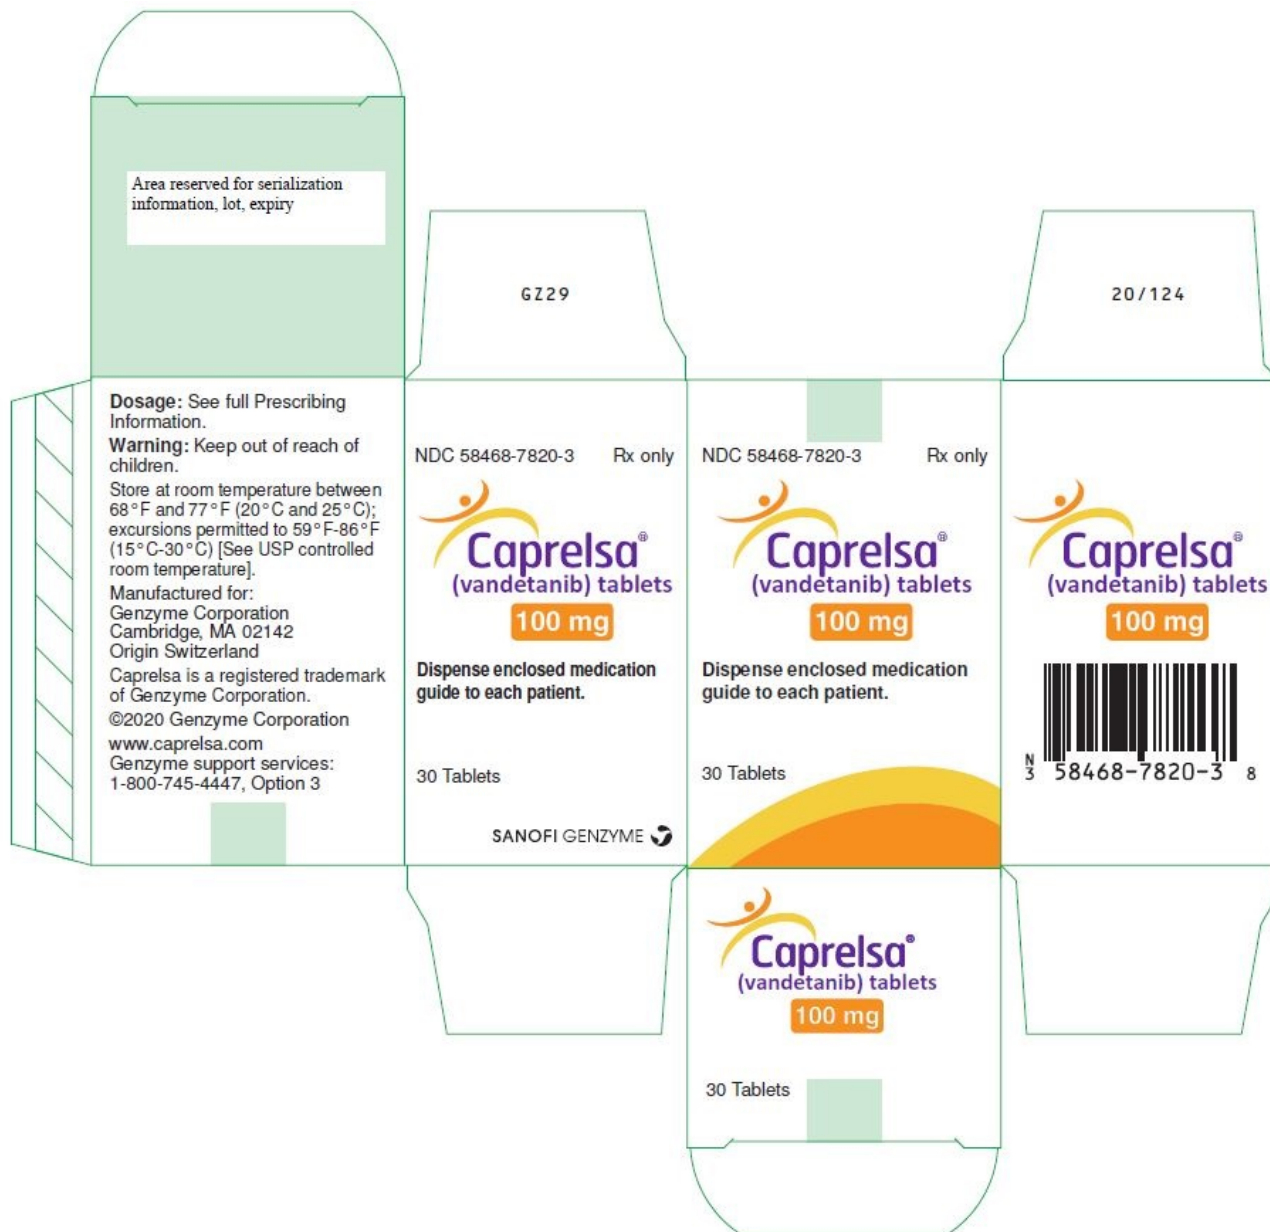 Area reserved for serialization
information, lot, expiry
GZ29
20/124
Dosage: See full Prescribing
Information.
Warning: Keep out of reach of
children.
Store at room temperature between
68°F and 77°F (20°C and 25°C);
excursions permitted to 59°F-86°F
(15°C-30°C) [See USP controlled
room temperature].
Manufactured for:
Genzyme Corporation
Cambridge, MA 02142
Origin Switzerland
Caprelsa is a registered trademark
of Genzyme Corporation.
©2020 Genzyme Corporation
www.caprelsa.com
Genzyme support services:
1-800-745-4447, Option 3
NDC 58468-7820-3 Rx only
Caprelsa®
(vandetanib) tablets
100 mg
Dispense enclosed medication
guide to each patient.
30 Tablets
SANOFI GENZYME
NDC 58468-7820-3 Rx only
Caprelsa®
(vandetanib) tablets
100 mg
Dispense enclosed medication
guide to each patient.
30 Tablets
Caprelsa®
(vandetanib) tablets
100 mg
N
3 58468-7820-3 8
Caprelsa®
(vandetanib) tablets
100 mg
30 Tablets